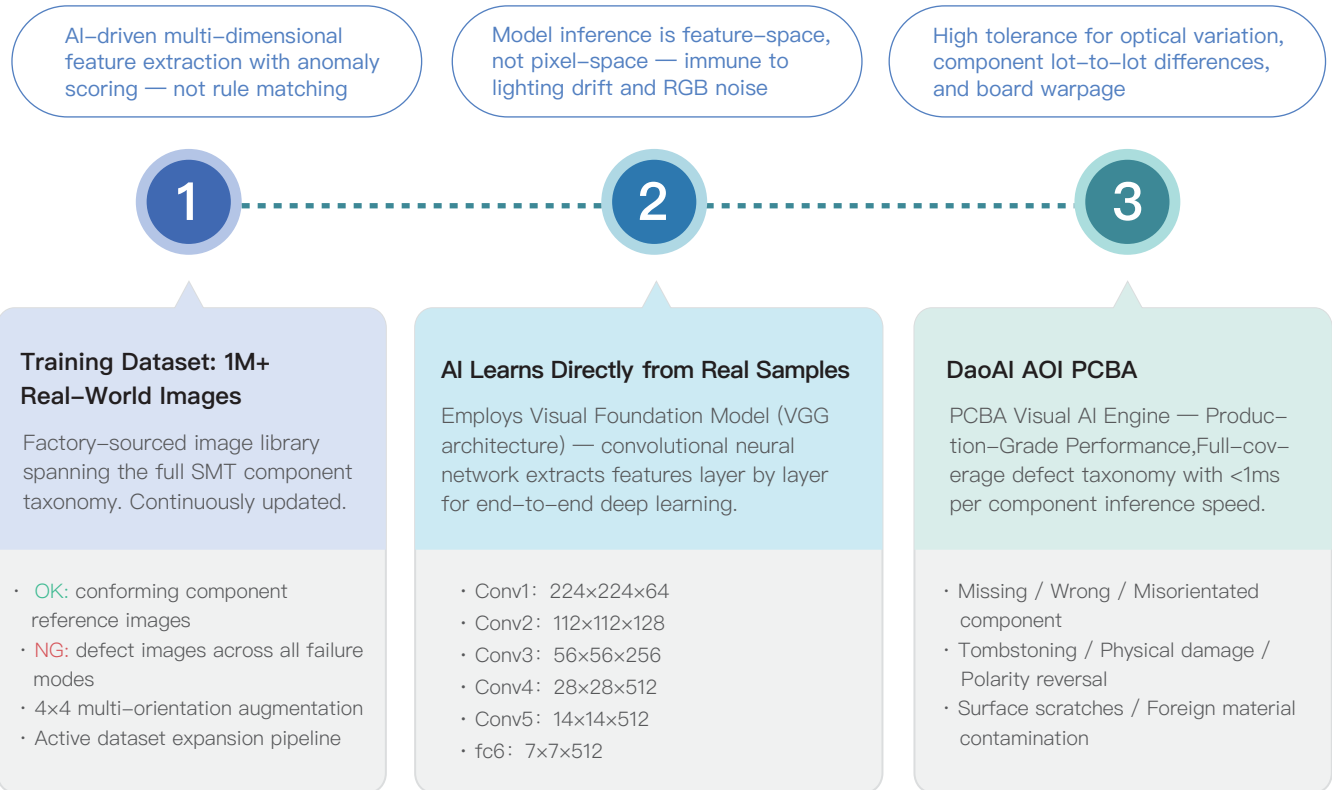 AI-driven multi-dimensional
feature extraction with anomaly
scoring — not rule matching
Model inference is feature-space,
not pixel-space — immune to
lighting drift and RGB noise
High tolerance for optical variation,
component lot-to-lot differences,
and board warpage
1
2
3
Training Dataset: 1M+
Real-World Images
Factory-sourced image library
spanning the full SMT component
taxonomy. Continuously updated.
· OK: conforming component
reference images
· NG: defect images across all failure
modes
· 4×4 multi-orientation augmentation
· Active dataset expansion pipeline
AI Learns Directly from Real Samples
Employs Visual Foundation Model (VGG
architecture) — convolutional neural
network extracts features layer by layer
for end-to-end deep learning.
· Conv1: 224×224×64
· Conv2: 112×112×128
· Conv3: 56×56×256
· Conv4: 28×28×512
· Conv5: 14×14×512
· fc6: 7×7×512
DaoAI AOI PCBA
PCBA Visual AI Engine — Produc-
tion-Grade Performance,Full-cov-
erage defect taxonomy with <1ms
per component inference speed.
· Missing / Wrong / Misorientated
component
· Tombstoning / Physical damage /
Polarity reversal
· Surface scratches / Foreign material
contamination